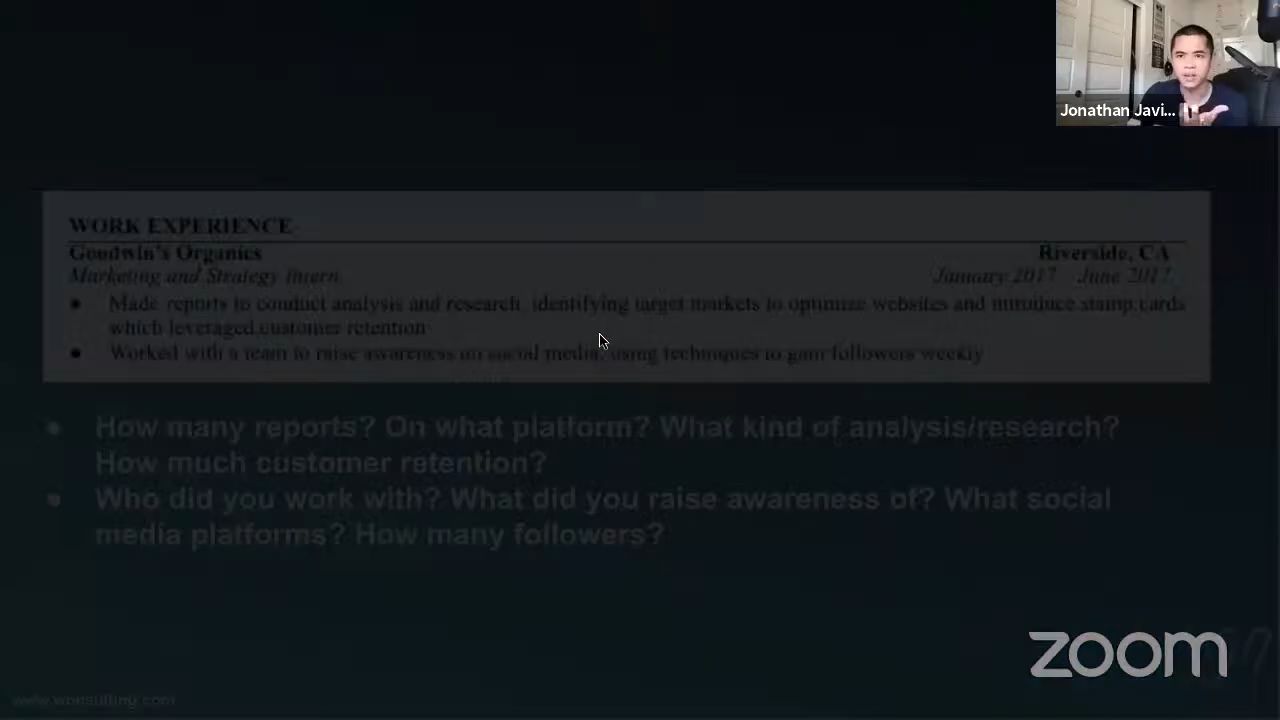 Jonathan Javi...
WORK EXPERIENCE
Goodwin's Organics Riverside, CA
Marketing and Strategy Intern January 2017 June 2017
● Made reports to conduct analysis and research, identifying target markets to optimize websites and introduce stamp cards
which leveraged customer retention
● Worked with a team to raise awareness on social media, using techniques to gain followers weekly
● How many reports? On what platform? What kind of analysis/research?
How much customer retention?
● Who did you work with? What did you raise awareness of? What social
media platforms? How many followers?
zoom
www.wonsulting.com